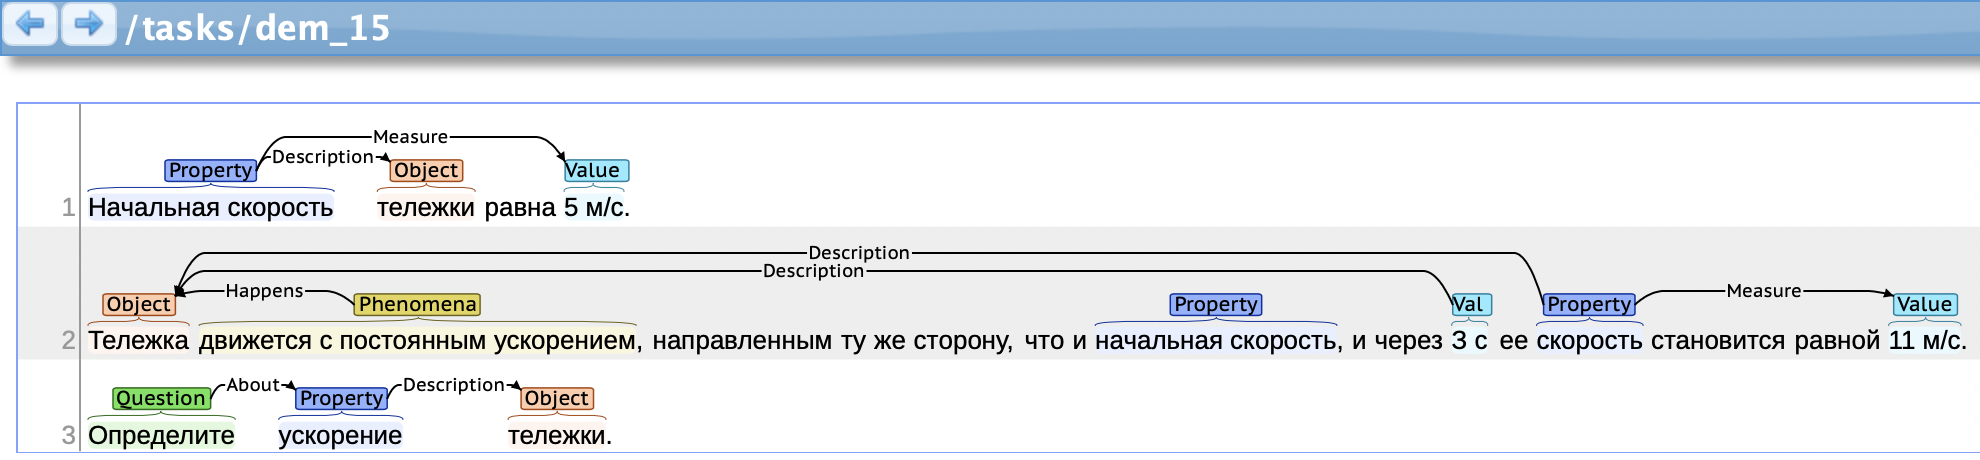 /tasks/dem_15
Measure
Description
Property Object Value
1 Начальная скорость тележки равна 5 м/с.
Description
Description
Happens Measure
Object Phenomena Property Val Property Value
2 Тележка движется с постоянным ускорением, направленным ту же сторону, что и начальная скорость, и через 3 с ее скорость становится равной 11 м/с.
About Description
Question Property Object
3 Определите ускорение тележки.